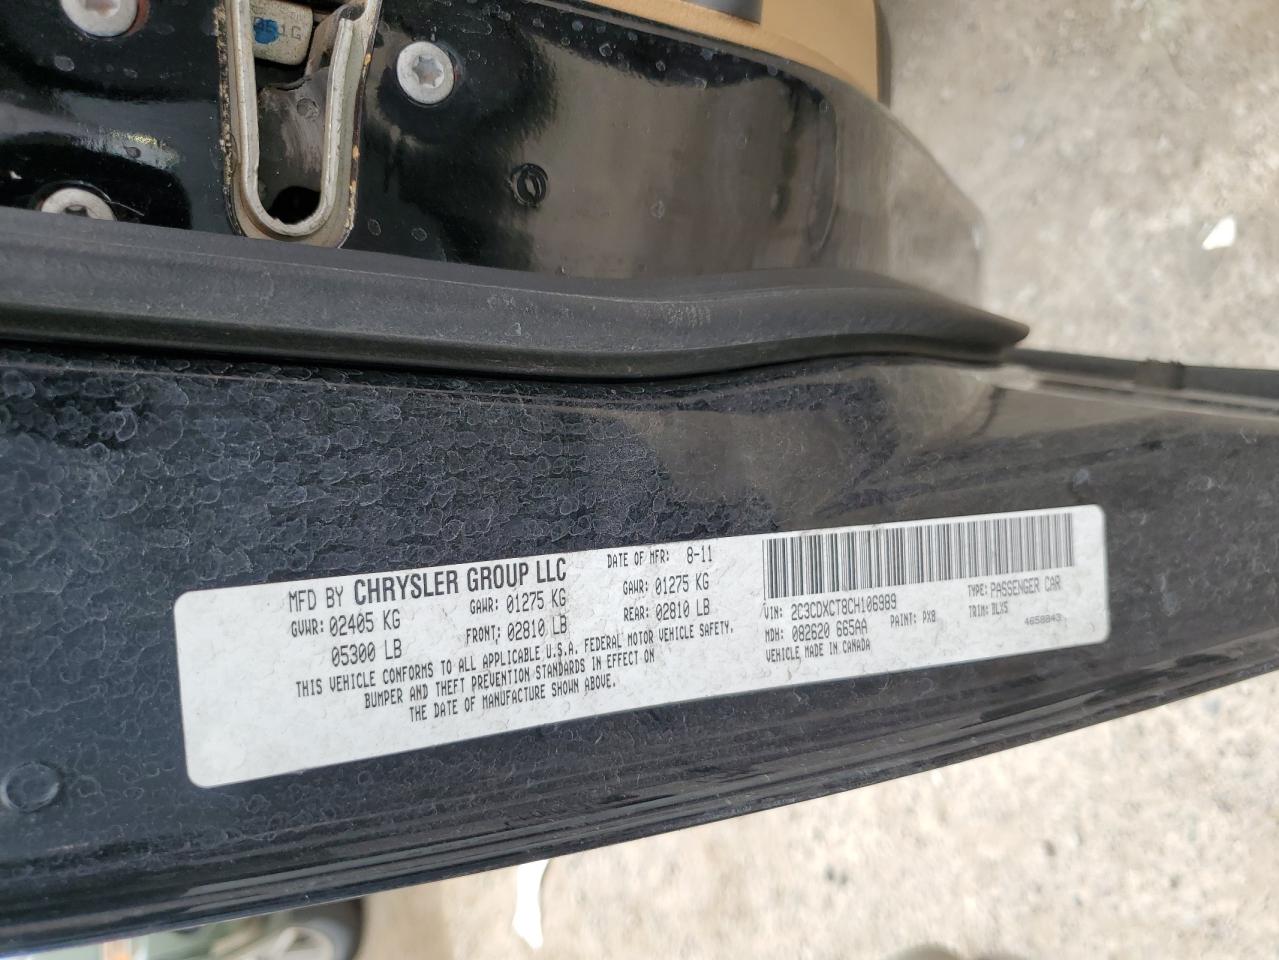 051G
MFD BY CHRYSLER GROUP LLC DATE OF MFR: 8-11
GVWR: 02405 KG GAWR: 01275 KG GAWR: 01275 KG
05300 LB FRONT: 02810 LB REAR: 02810 LB
THIS VEHICLE CONFORMS TO ALL APPLICABLE U.S.A. FEDERAL MOTOR VEHICLE SAFETY,
BUMPER AND THEFT PREVENTION STANDARDS IN EFFECT ON
THE DATE OF MANUFACTURE SHOWN ABOVE.
VIN: 2C3CDXCT8CH106989 TYPE: PASSENGER CAR
MDH: 082620 665AA PAINT: PX8 TRIM: DLX5
VEHICLE MADE IN CANADA 4658843